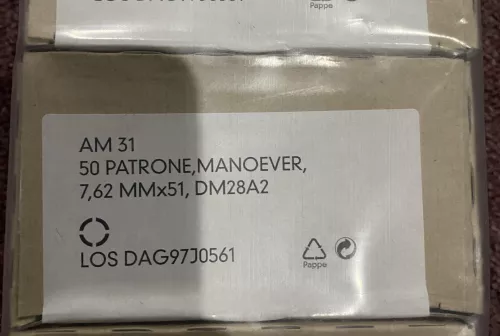 Pappe
AM 31
50 PATRONE,MANOEVER,
7,62 MMx51, DM28A2
LOS DAG97J0561
Pappe